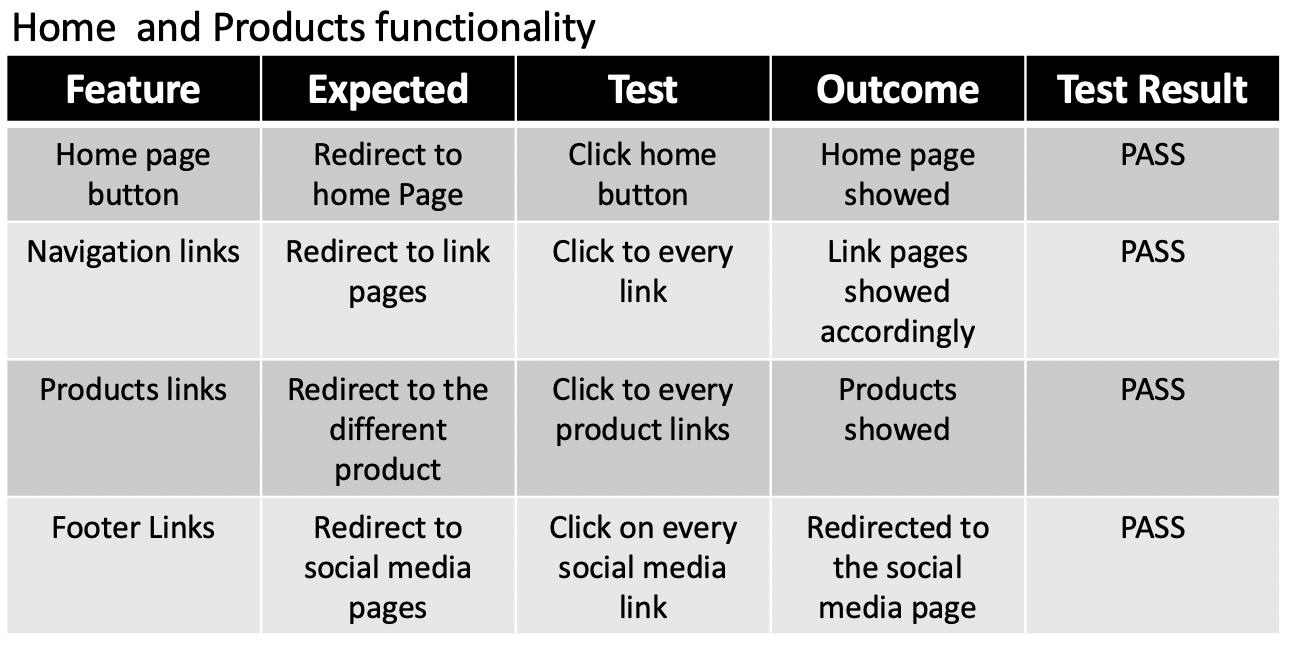 Home  and Products functionality
Feature Expected Test Outcome Test Result
Home page Redirect to Click home Home page PASS
button home Page button showed
Navigation links Redirect to link Click to every Link pages PASS
pages link showed
accordingly
Products links Redirect to the Click to every Products PASS
different product links showed
product
Footer Links Redirect to Click on every Redirected to PASS
social media social media the social
pages link media page